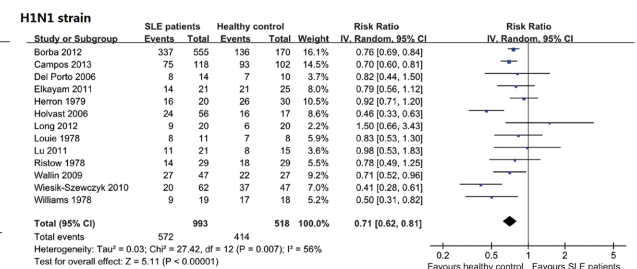 H1N1 strain
SLE patients Healthy control Risk Ratio Risk Ratio
Study or Subgroup Events Total Events Total Weight IV, Random, 95% CI IV, Random, 95% CI
Borba 2012 337 555 136 170 16.1% 0.76 [0.69, 0.84]
Campos 2013 75 118 93 102 14.5% 0.70 [0.60, 0.81]
Del Porto 2006 8 14 7 10 3.8% 0.82 [0.44, 1.50]
Elkayam 2011 14 21 21 25 7.6% 0.79 [0.56, 1.12]
Herron 1979 16 20 26 30 9.8% 0.92 [0.71, 1.20]
Holvast 2006 24 56 16 17 8.4% 0.46 [0.33, 0.63]
Long 2012 9 20 6 20 2.2% 1.50 [0.66, 3.43]
Louie 1978 8 11 7 8 5.6% 0.83 [0.53, 1.30]
Lu 2011 11 21 8 15 3.8% 0.98 [0.53, 1.83]
Ristow 1978 14 29 18 29 5.5% 0.78 [0.49, 1.25]
Wallin 2009 27 47 22 27 9.0% 0.71 [0.52, 0.96]
Wiesik-Szewczyk 2010 20 62 37 47 7.0% 0.41 [0.28, 0.61]
Williams 1978 9 19 17 18 5.4% 0.50 [0.31, 0.82]
Total (95% CI) 993 518 100.0% 0.71 [0.62, 0.81]
Total events 572 414
Heterogeneity: Tau² = 0.03; Chi² = 27.42, df = 12 (P = 0.007); I² = 56%
Test for overall effect: Z = 5.11 (P < 0.00001)
0.2 0.5 1 2 5
Favours healthy control Favours SLE patients